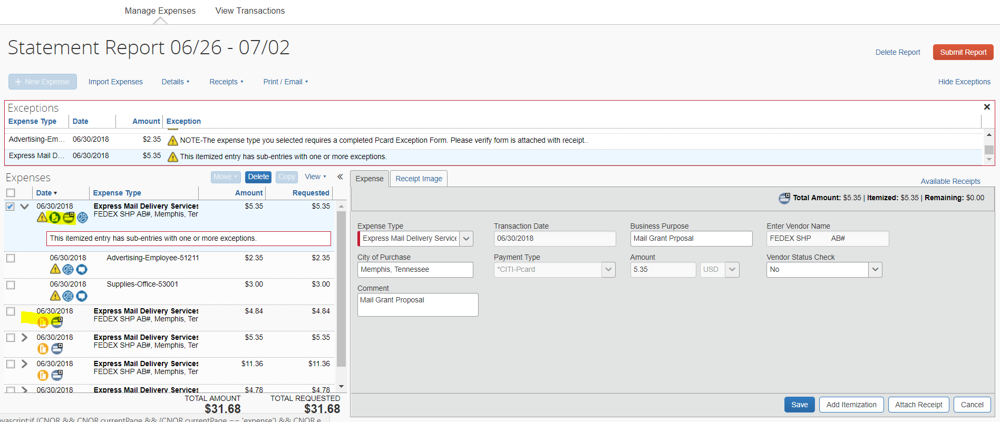 Manage Expenses View Transactions
Statement Report 06/26 - 07/02
Delete Report Submit Report
+ New Expense Import Expenses Details Receipts Print / Email Hide Exceptions
Exceptions
Expense Type Date Amount Exception
Advertising-Em... 06/30/2018 $2.35 NOTE-The expense type you selected requires a completed Pcard Exception Form. Please verify form is attached with receipt..
Express Mail D... 06/30/2018 $5.35 This itemized entry has sub-entries with one or more exceptions.
Expenses Move Delete Copy View
Date Expense Type Amount Requested
06/30/2018 Express Mail Delivery Services $5.35 $5.35
FEDEX SHP AB#, Memphis, Ter
This itemized entry has sub-entries with one or more exceptions.
06/30/2018 Advertising-Employee-51211 $2.35 $2.35
06/30/2018 Supplies-Office-53001 $3.00 $3.00
06/30/2018 Express Mail Delivery Services $4.84 $4.84
FEDEX SHP AB#, Memphis, Ter
06/30/2018 Express Mail Delivery Services $5.35 $5.35
FEDEX SHP AB#, Memphis, Ter
06/30/2018 Express Mail Delivery Services $11.36 $11.36
FEDEX SHP AB#, Memphis, Ter
06/30/2018 Express Mail Delivery Services $4.78 $4.78
TOTAL AMOUNT TOTAL REQUESTED
$31.68 $31.68
Expense Receipt Image
Available Receipts
Total Amount: $5.35 | Itemized: $5.35 | Remaining: $0.00
Expense Type Transaction Date Business Purpose Enter Vendor Name
Express Mail Delivery Service 06/30/2018 Mail Grant Prposal FEDEX SHP AB#
City of Purchase Payment Type Amount Vendor Status Check
Memphis, Tennessee *CITI-Pcard 5.35 USD No
Comment
Mail Grant Proposal
Save Add Itemization Attach Receipt Cancel
vascript:if (CNQR && CNQR.currentPage && (CNQR.currentPage == 'expense') && CNQR.e